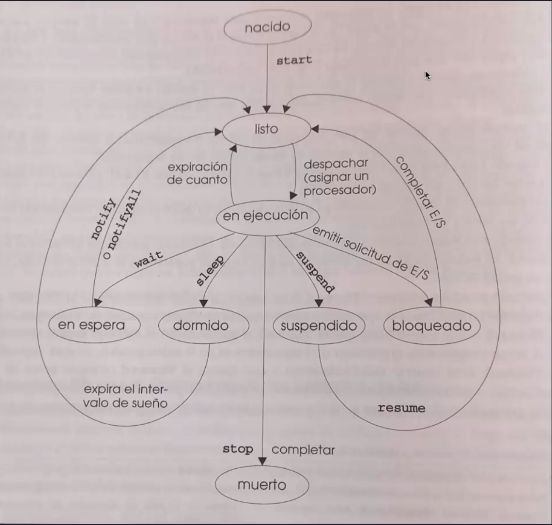 nacido
start
listo
expiración
de cuanto
despachar
(asignar un
procesador)
completar E/S
notify
o notifyAll
en ejecución
emitir solicitud de E/S
wait
sleep
suspend
en espera
dormido
suspendido
bloqueado
expira el inter-
valo de sueño
resume
stop
completar
muerto